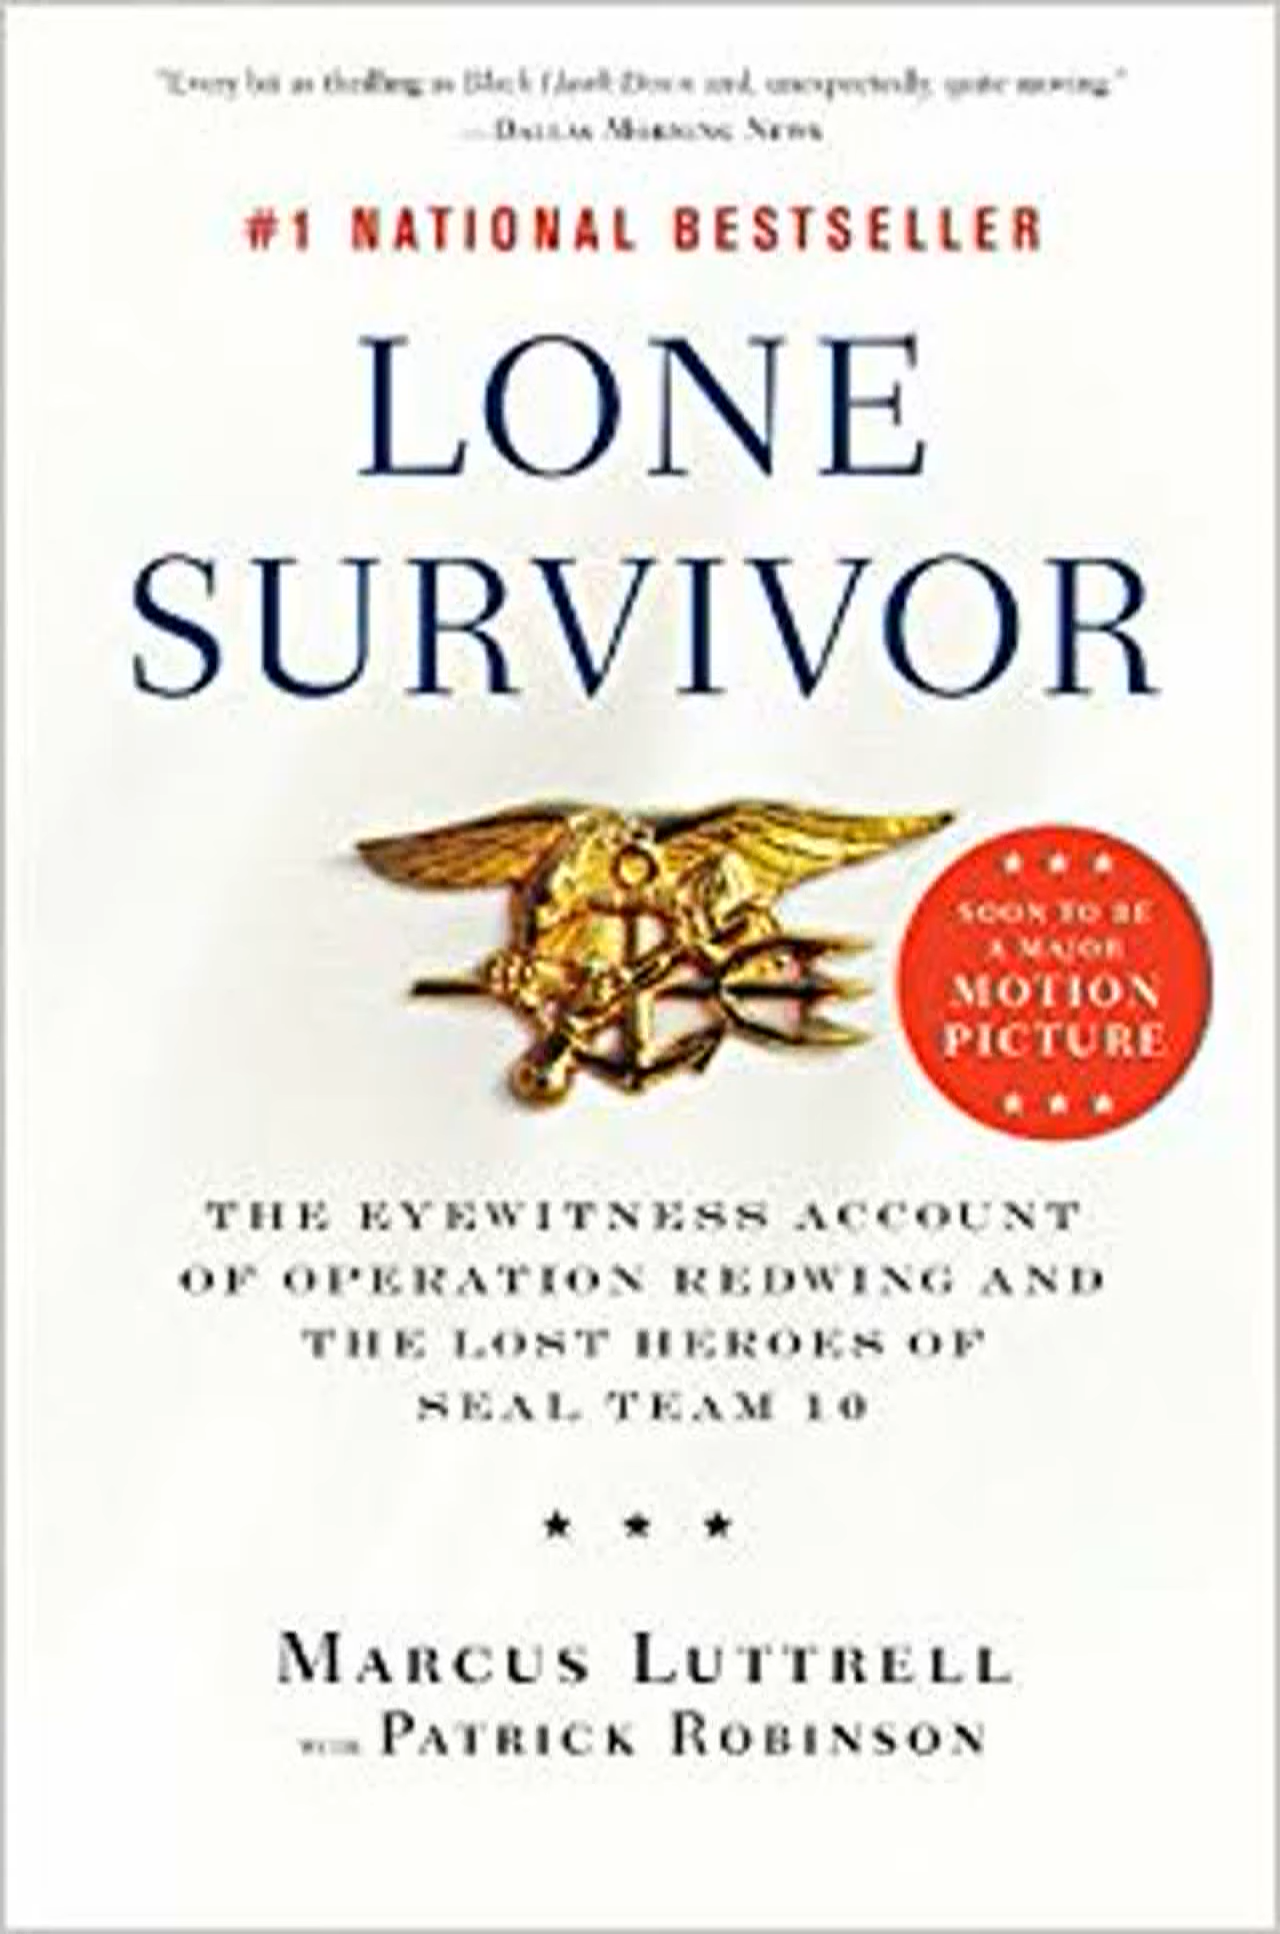 "Every bit as thrilling as Black Hawk Down and, unexpectedly, quite moving."
—Dallas Morning News
#1 NATIONAL BESTSELLER
LONE
SURVIVOR
★ ★ ★
SOON TO BE
A MAJOR
MOTION
PICTURE
★ ★ ★
THE EYEWITNESS ACCOUNT
OF OPERATION REDWING AND
THE LOST HEROES OF
SEAL TEAM 10
★ ★ ★
MARCUS LUTTRELL
WITH PATRICK ROBINSON